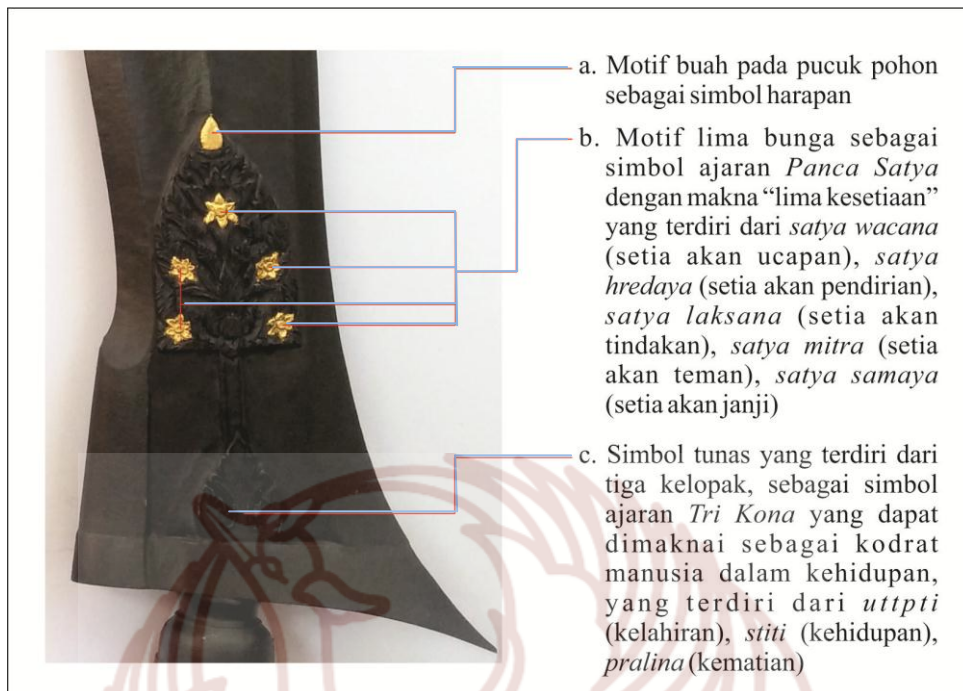 a. Motif buah pada pucuk pohon
sebagai simbol harapan
b. Motif lima bunga sebagai
simbol ajaran Panca Satya
dengan makna “lima kesetiaan”
yang terdiri dari satya wacana
(setia akan ucapan), satya
hredaya (setia akan pendirian),
satya laksana (setia akan
tindakan), satya mitra (setia
akan teman), satya samaya
(setia akan janji)
c. Simbol tunas yang terdiri dari
tiga kelopak, sebagai simbol
ajaran Tri Kona yang dapat
dimaknai sebagai kodrat
manusia dalam kehidupan,
yang terdiri dari uttpti
(kelahiran), stiti (kehidupan),
pralina (kematian)